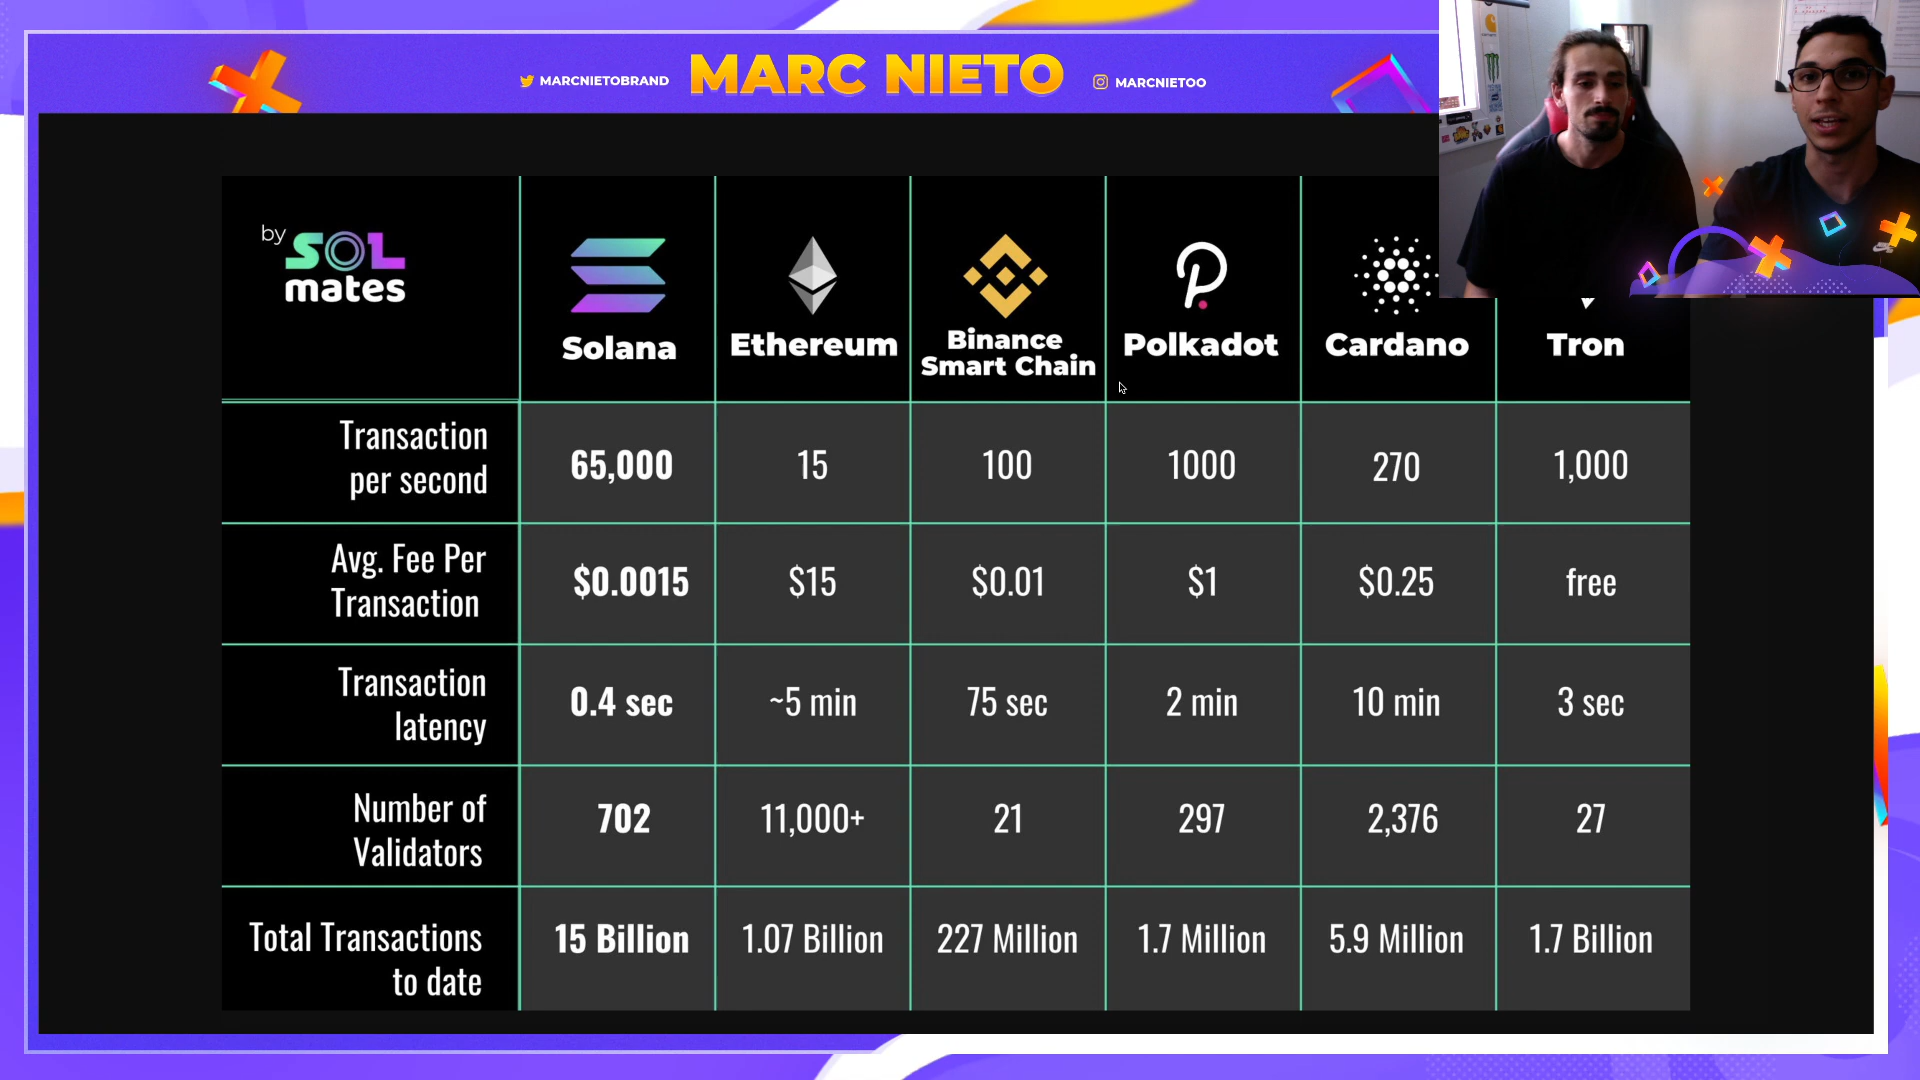 MARCNIETOBRAND
MARC NIETO
MARCNIETOO
by
SOL
mates
Solana
Ethereum
Binance
Smart Chain
Polkadot
Cardano
Tron
Transaction
per second
65,000
15
100
1000
270
1,000
Avg. Fee Per
Transaction
$0.0015
$15
$0.01
$1
$0.25
free
Transaction
latency
0.4 sec
~5 min
75 sec
2 min
10 min
3 sec
Number of
Validators
702
11,000+
21
297
2,376
27
Total Transactions
to date
15 Billion
1.07 Billion
227 Million
1.7 Million
5.9 Million
1.7 Billion